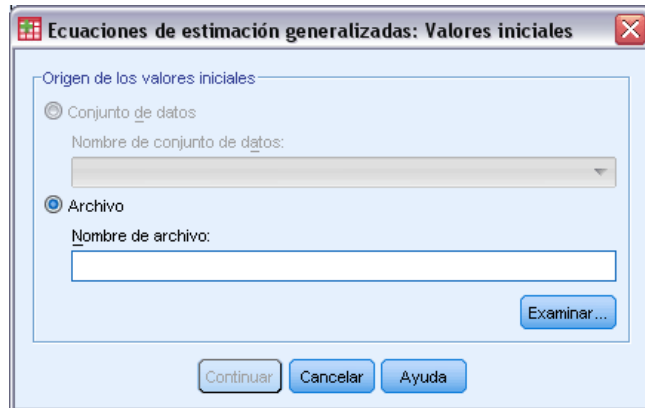 Ecuaciones de estimación generalizadas: Valores iniciales
Origen de los valores iniciales
Conjunto de datos
Nombre de conjunto de datos:
Archivo
Nombre de archivo:
Examinar...
Continuar Cancelar Ayuda